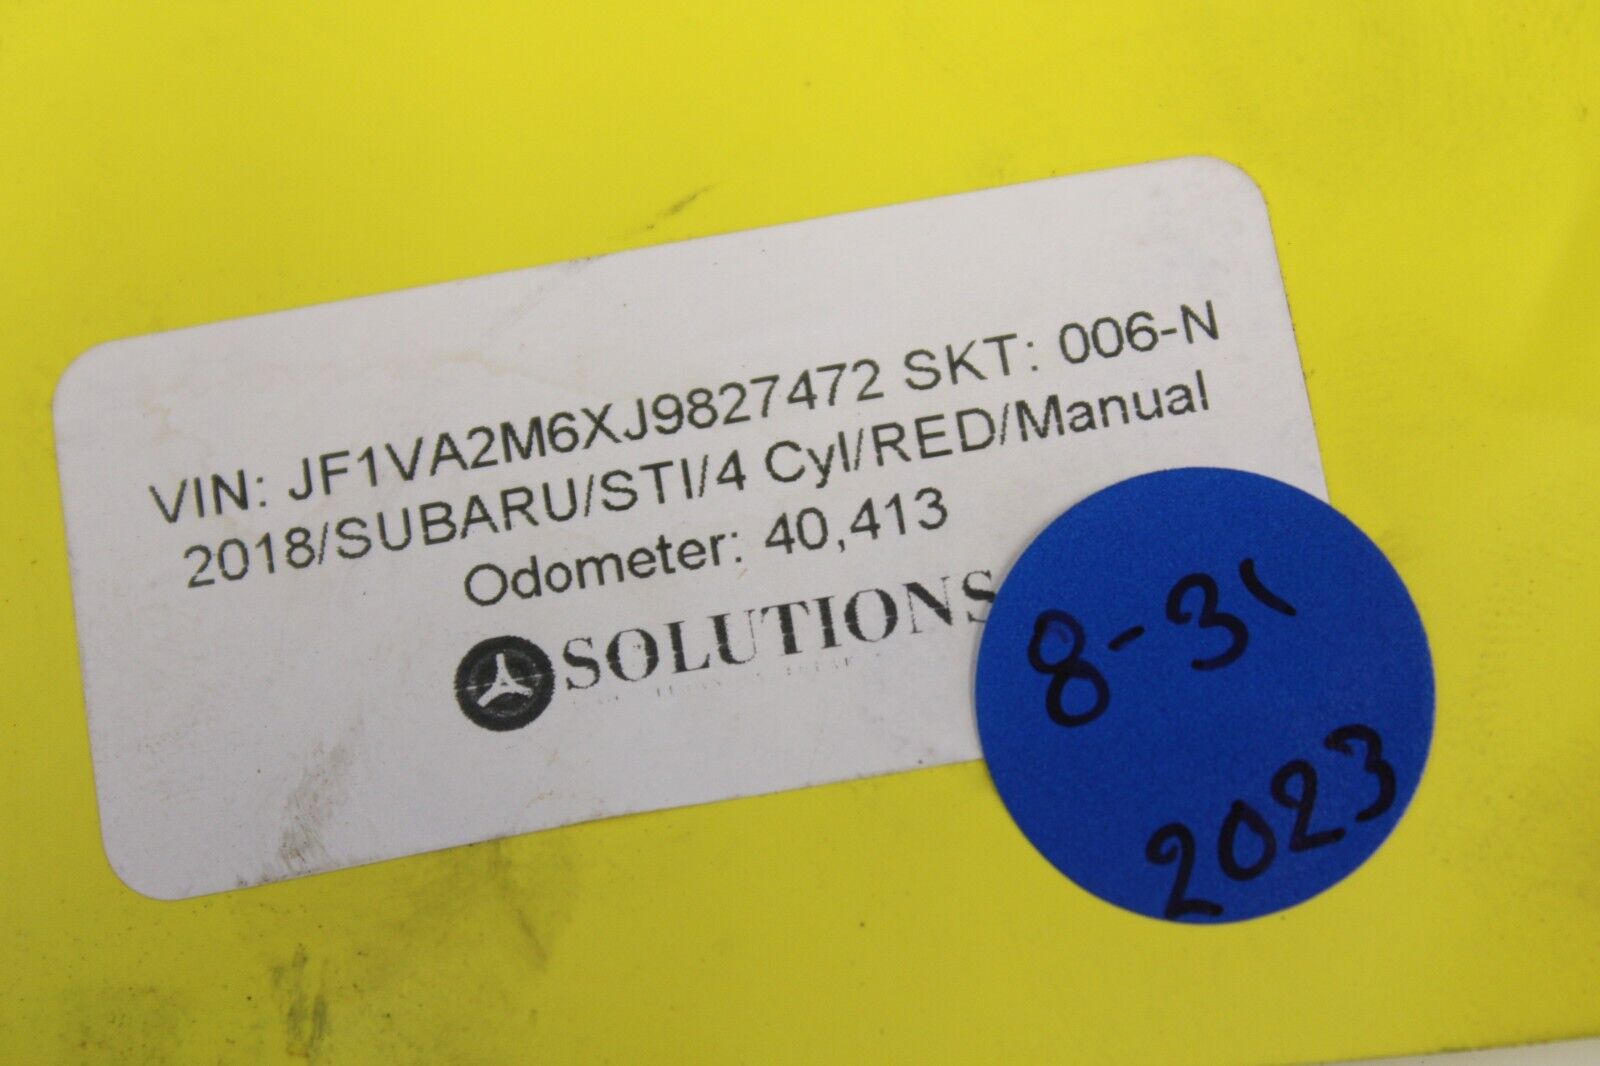 VIN: JF1VA2M6XJ9827472 SKT: 006-N
2018/SUBARU/STI/4 Cyl/RED/Manual
Odometer: 40,413
SOLUTIONS
8-31
2023